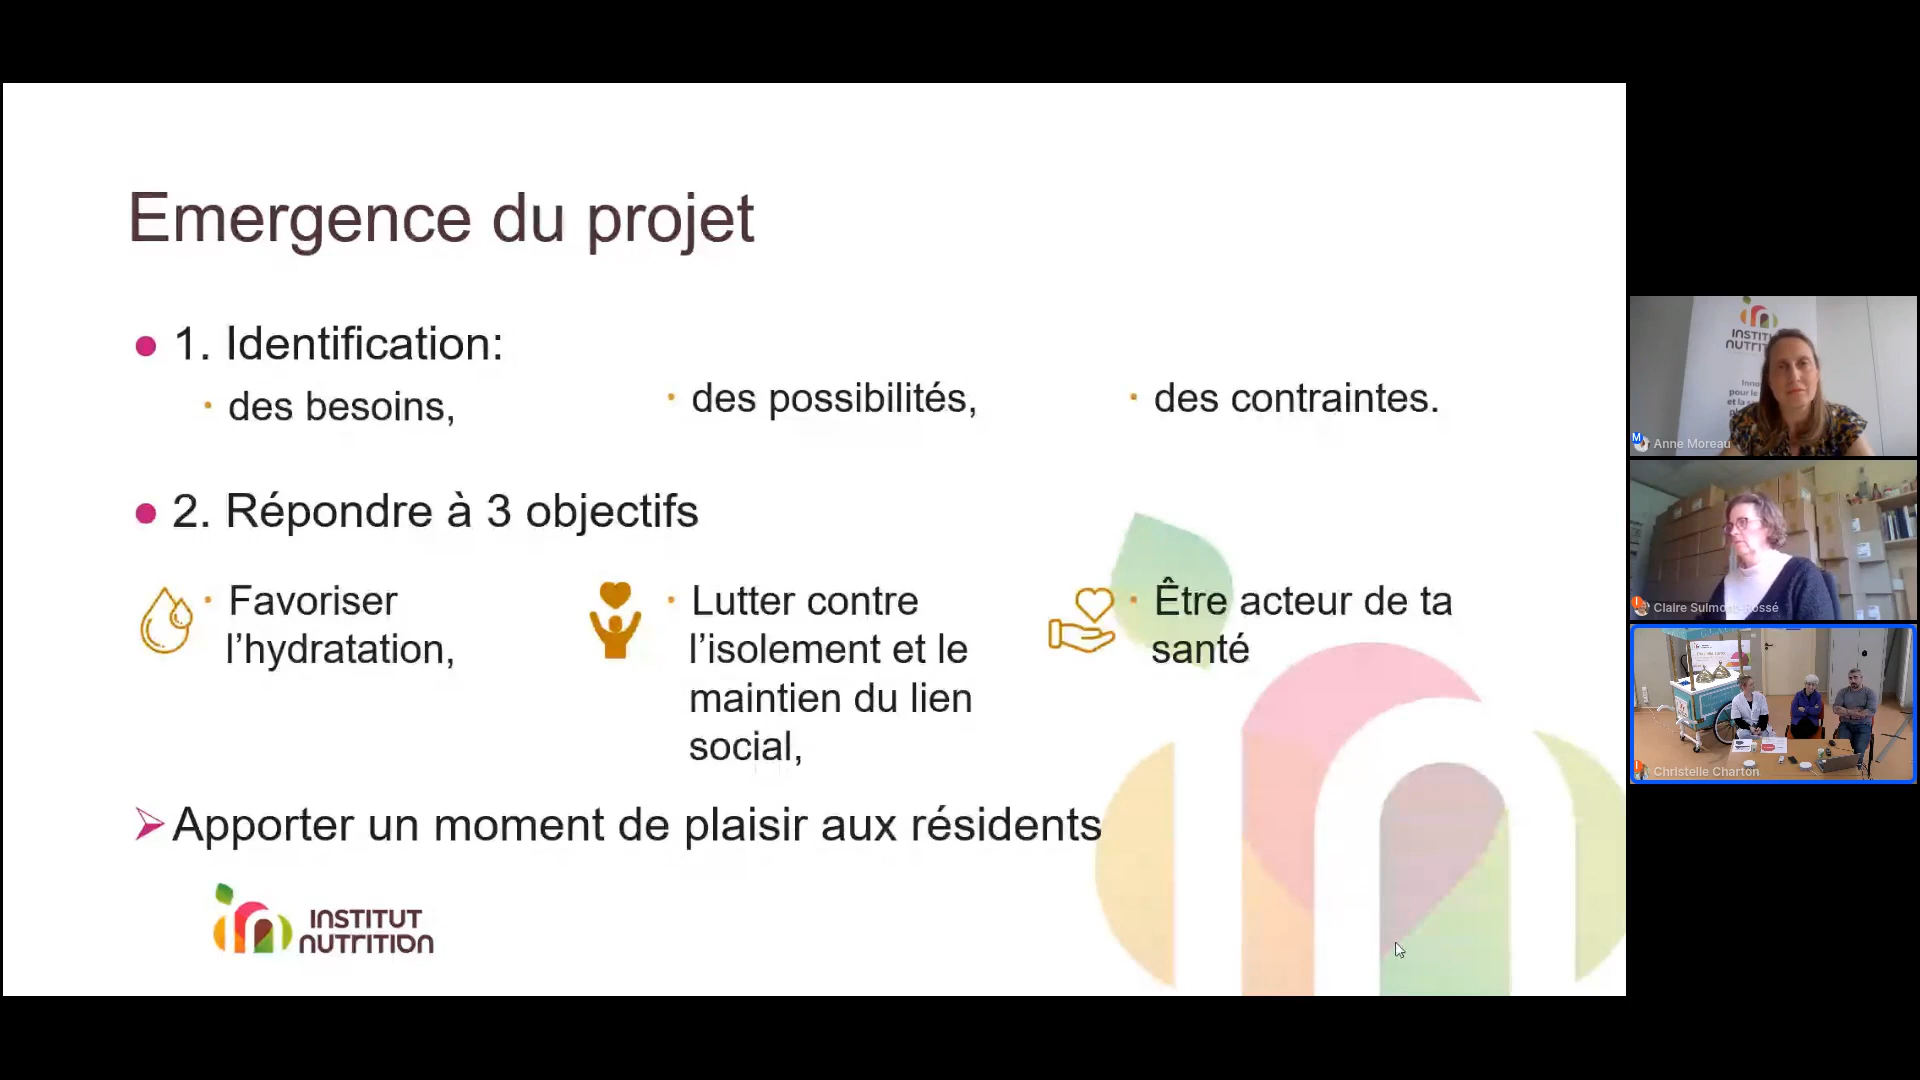 Emergence du projet
1. Identification:
des besoins,
des possibilités,
des contraintes.
2. Répondre à 3 objectifs
Favoriser
l’hydratation,
Lutter contre
l’isolement et le
maintien du lien
social,
Être acteur de ta
santé
Apporter un moment de plaisir aux résidents
INSTITUT
NUTRITION
Anne Moreau
Claire Sulmont-Rossé
Christelle Charton